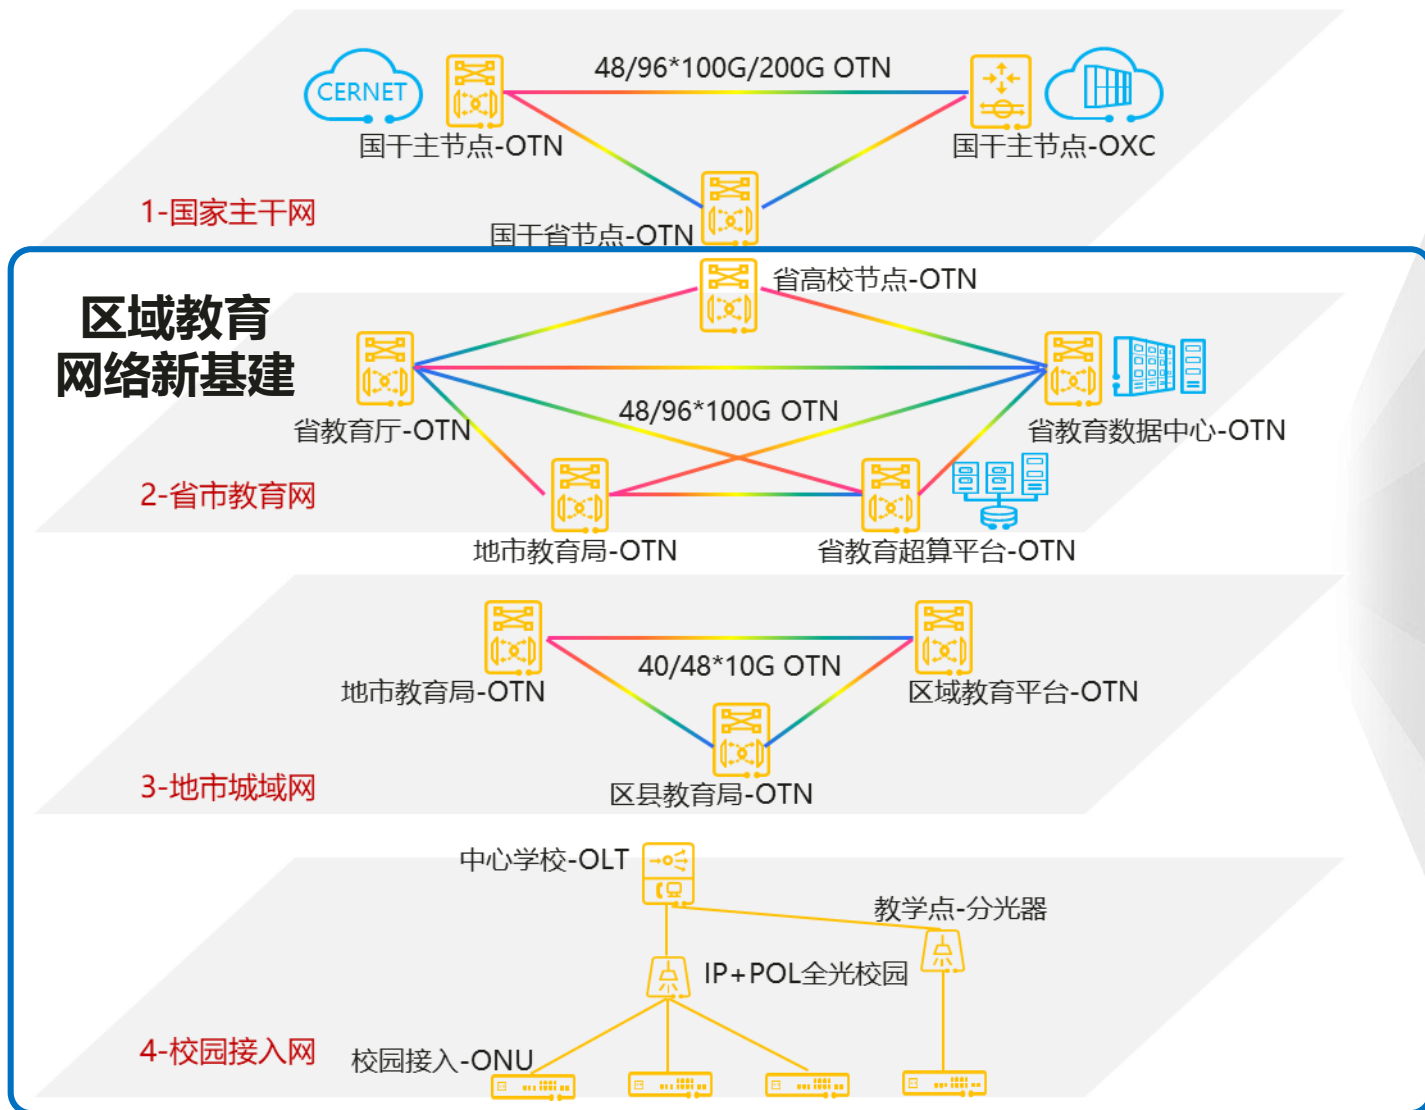 CERNET
48/96*100G/200G OTN
国干主节点-OTN
国干主节点-OXC
1-国家主干网
国干省节点-OTN
区域教育
网络新基建
省高校节点-OTN
省教育厅-OTN
48/96*100G OTN
省教育数据中心-OTN
2-省市教育网
地市教育局-OTN
省教育超算平台-OTN
40/48*10G OTN
地市教育局-OTN
区域教育平台-OTN
3-地市城域网
区县教育局-OTN
中心学校-OLT
教学点-分光器
IP+POL全光校园
4-校园接入网
校园接入-ONU